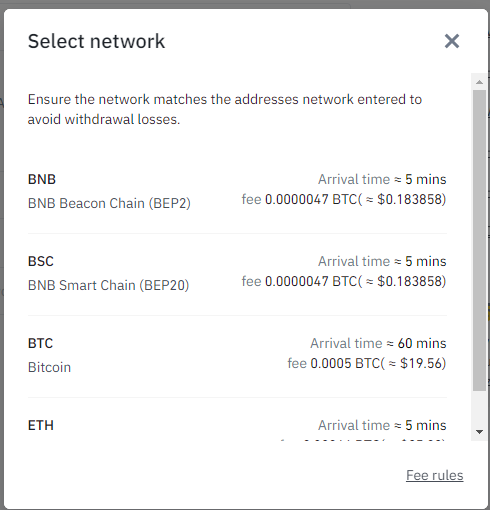 Select network
Ensure the network matches the addresses network entered to
avoid withdrawal losses.
BNB Arrival time ≈ 5 mins
BNB Beacon Chain (BEP2) fee 0.0000047 BTC( ≈ $0.183858)
BSC Arrival time ≈ 5 mins
BNB Smart Chain (BEP20) fee 0.0000047 BTC( ≈ $0.183858)
BTC Arrival time ≈ 60 mins
Bitcoin fee 0.0005 BTC( ≈ $19.56)
ETH Arrival time ≈ 5 mins
Fee rules